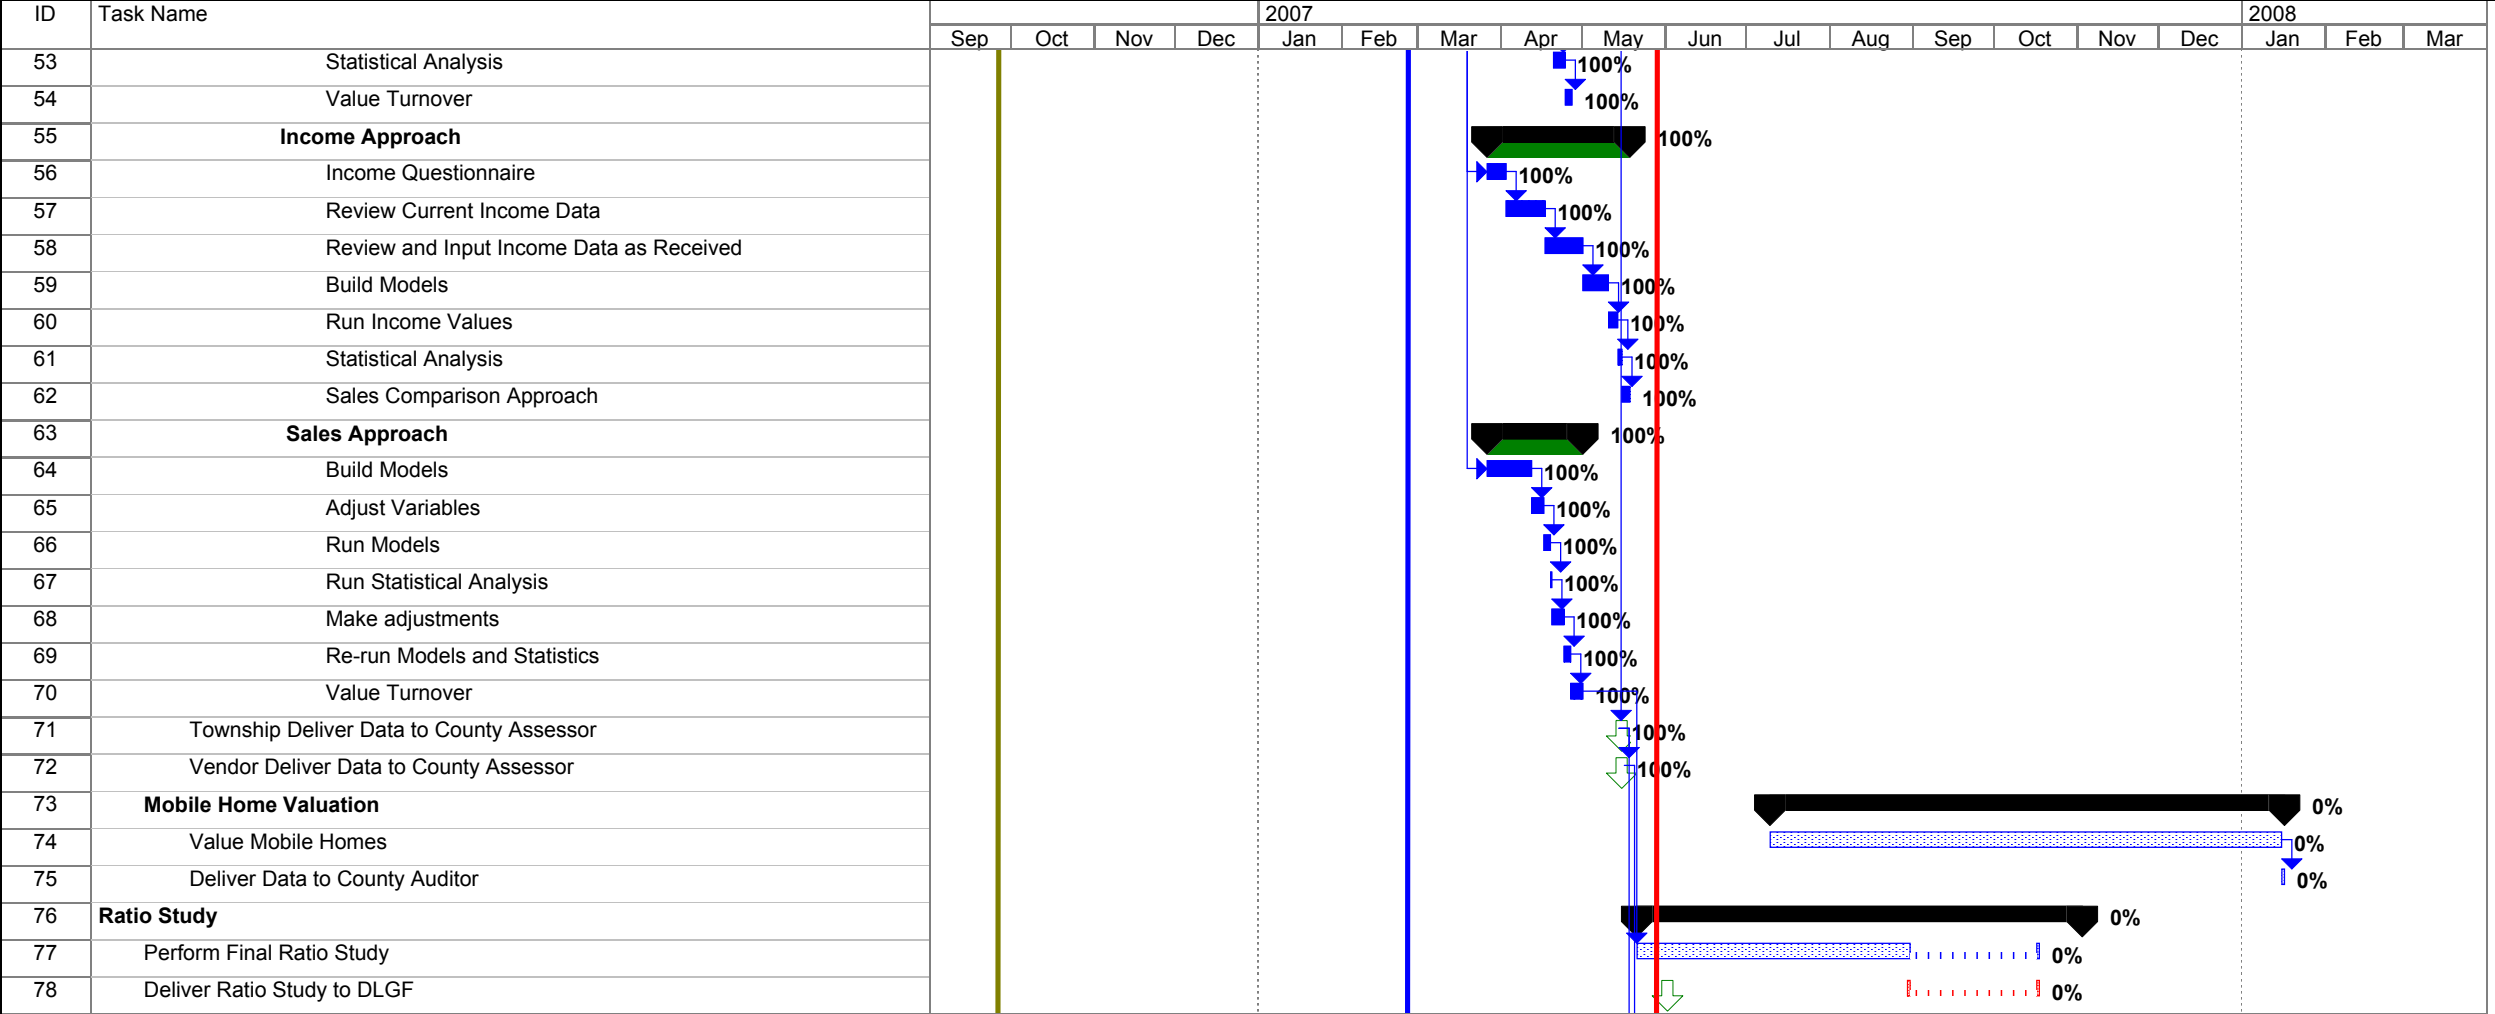 ID Task Name 2007 2008
Sep Oct Nov Dec Jan Feb Mar Apr May Jun Jul Aug Sep Oct Nov Dec Jan Feb Mar
53 Statistical Analysis 100%
54 Value Turnover 100%
55 Income Approach 100%
56 Income Questionnaire 100%
57 Review Current Income Data 100%
58 Review and Input Income Data as Received 100%
59 Build Models 100%
60 Run Income Values 100%
61 Statistical Analysis 100%
62 Sales Comparison Approach 100%
63 Sales Approach 100%
64 Build Models 100%
65 Adjust Variables 100%
66 Run Models 100%
67 Run Statistical Analysis 100%
68 Make adjustments 100%
69 Re-run Models and Statistics 100%
70 Value Turnover 100%
71 Township Deliver Data to County Assessor 100%
72 Vendor Deliver Data to County Assessor 100%
73 Mobile Home Valuation 0%
74 Value Mobile Homes 0%
75 Deliver Data to County Auditor 0%
76 Ratio Study 0%
77 Perform Final Ratio Study 0%
78 Deliver Ratio Study to DLGF 0%